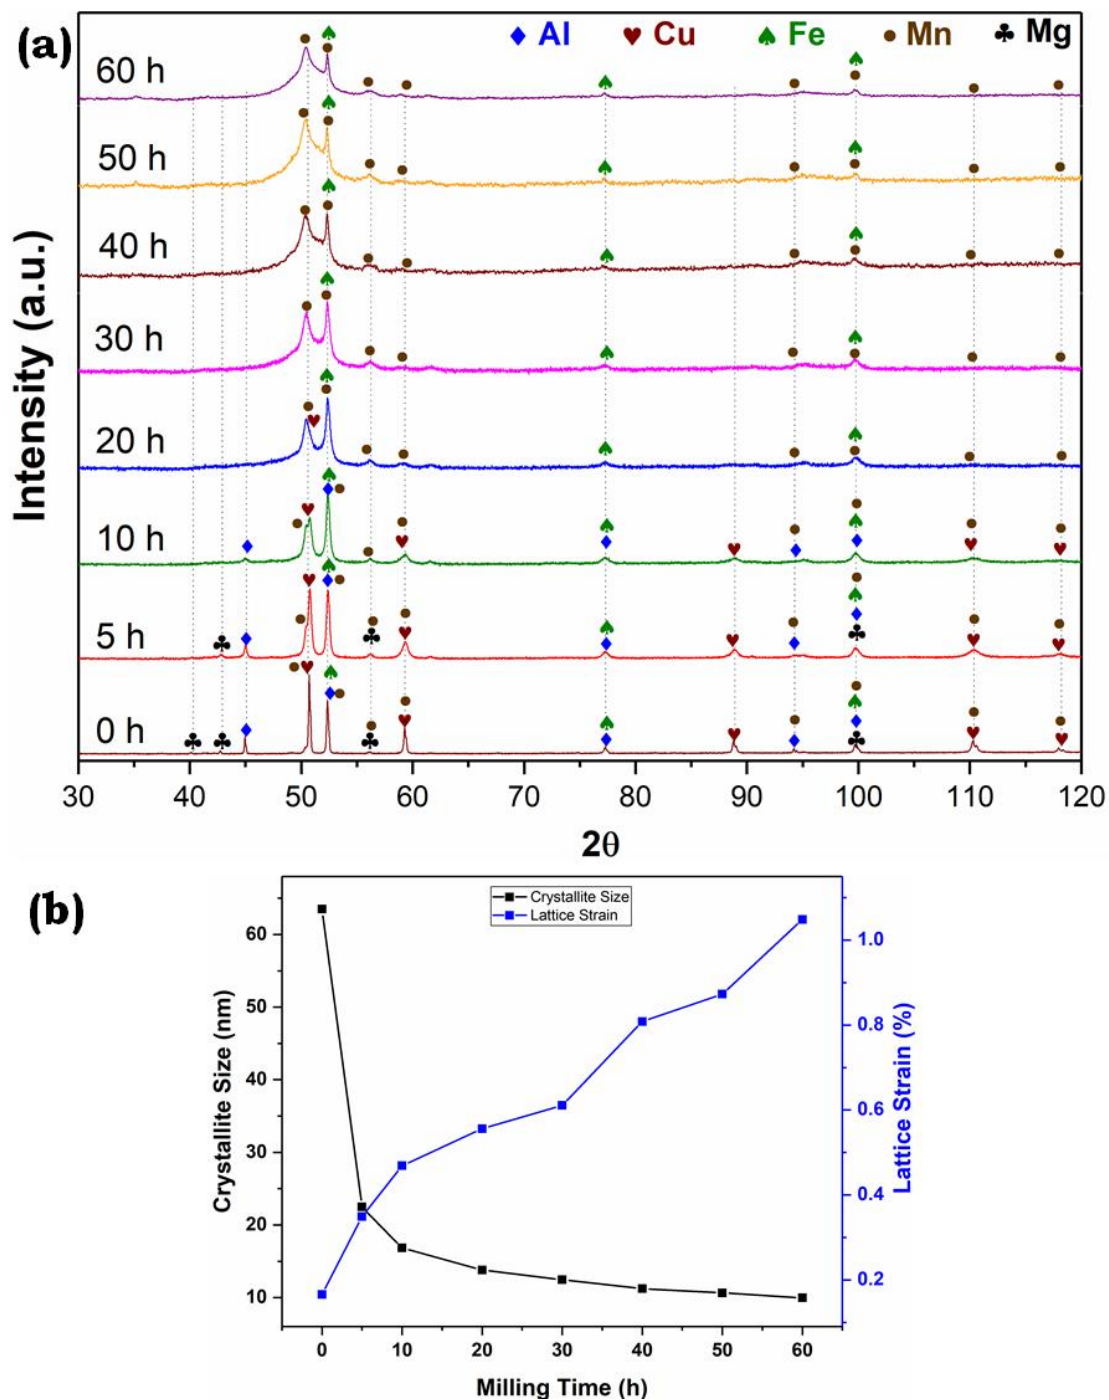 (a)
♦ Al ♥ Cu ♠ Fe ● Mn ♣ Mg
60 h
50 h
40 h
30 h
20 h
10 h
5 h
0 h
Intensity (a.u.)
30 40 50 60 70 80 90 100 110 120
2θ
(b)
Crystallite Size
Lattice Strain
60
50
40
30
20
10
Crystallite Size (nm)
1.0
0.8
0.6
0.4
0.2
Lattice Strain (%)
0 10 20 30 40 50 60
Milling Time (h)